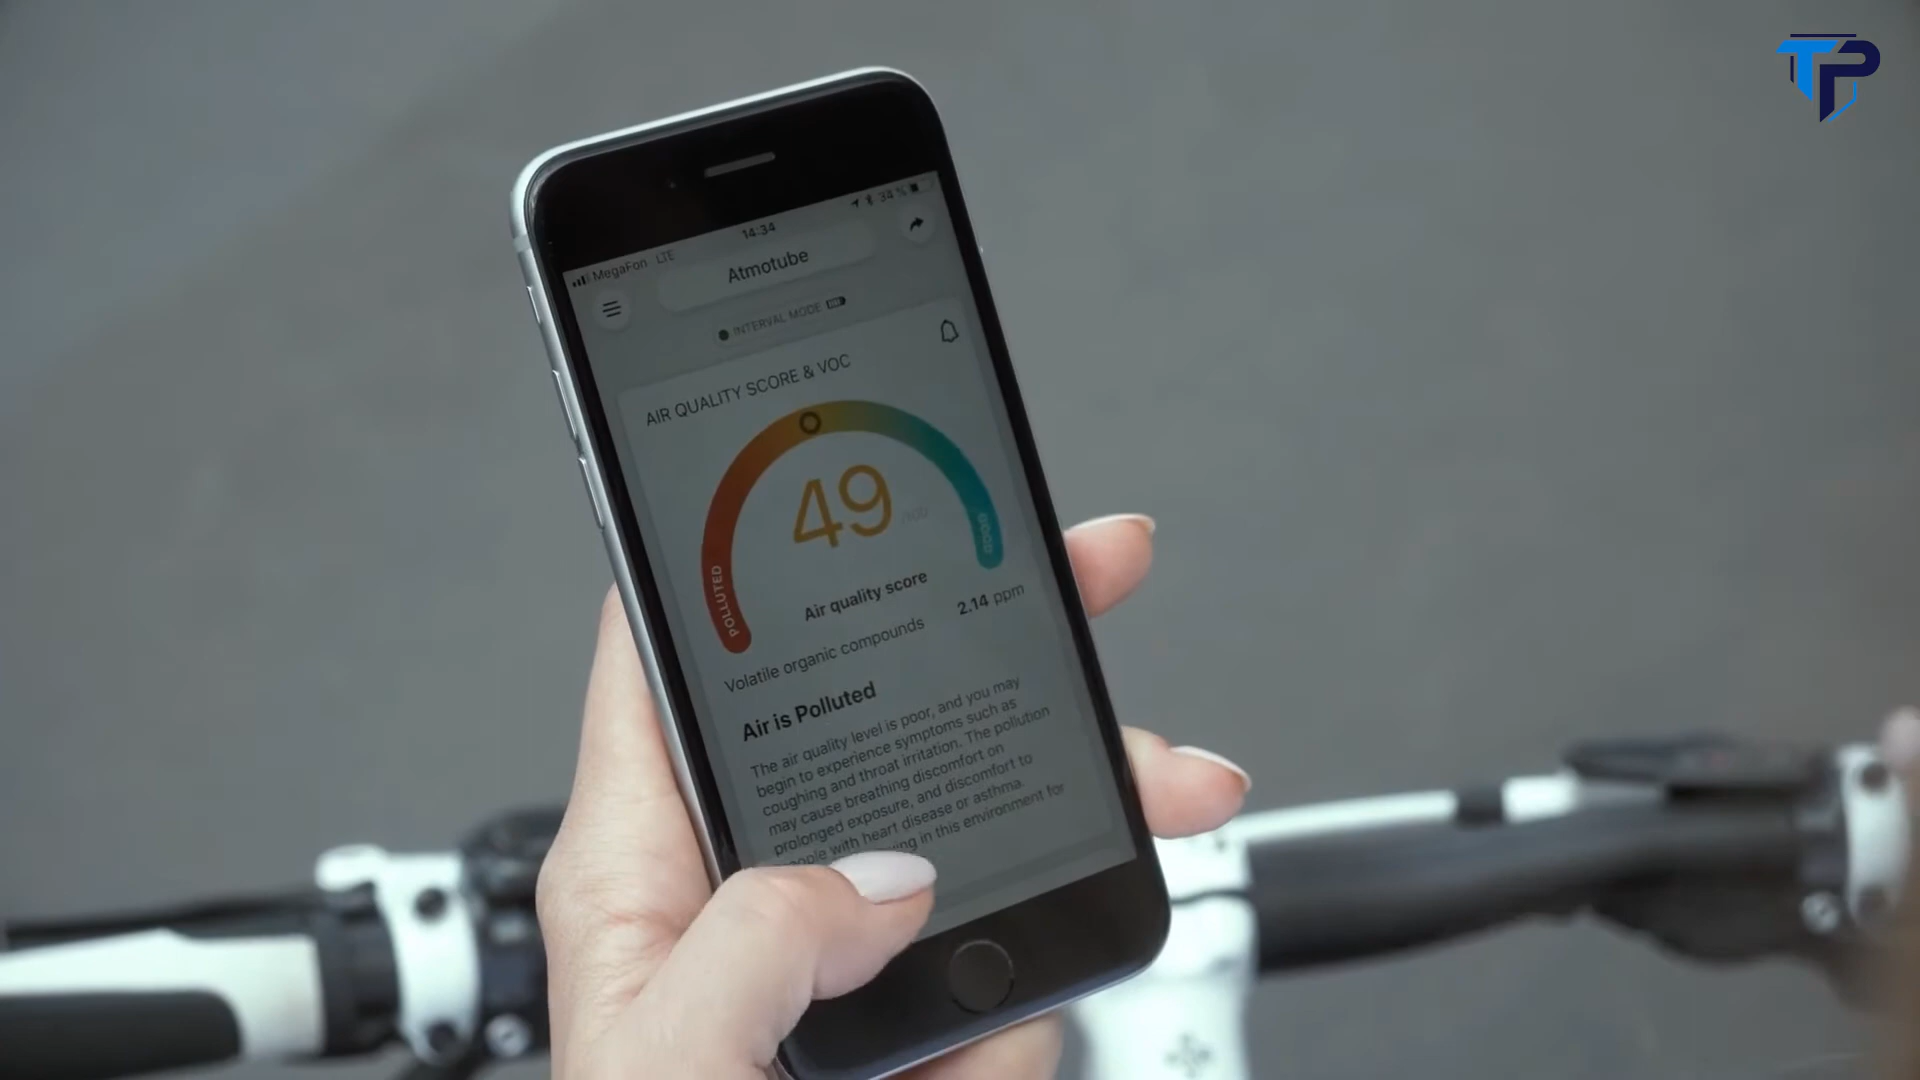 TP
MegaFon LTE
14:34
34 %
Atmotube
INTERVAL MODE
AIR QUALITY SCORE & VOC
49
POLLUTED
GOOD
Air quality score
Volatile organic compounds 2.14 ppm
Air is Polluted
The air quality level is poor, and you may
begin to experience symptoms such as
coughing and throat irritation. The pollution
may cause breathing discomfort on
prolonged exposure, and discomfort to
people with heart disease or asthma.
in this environment for